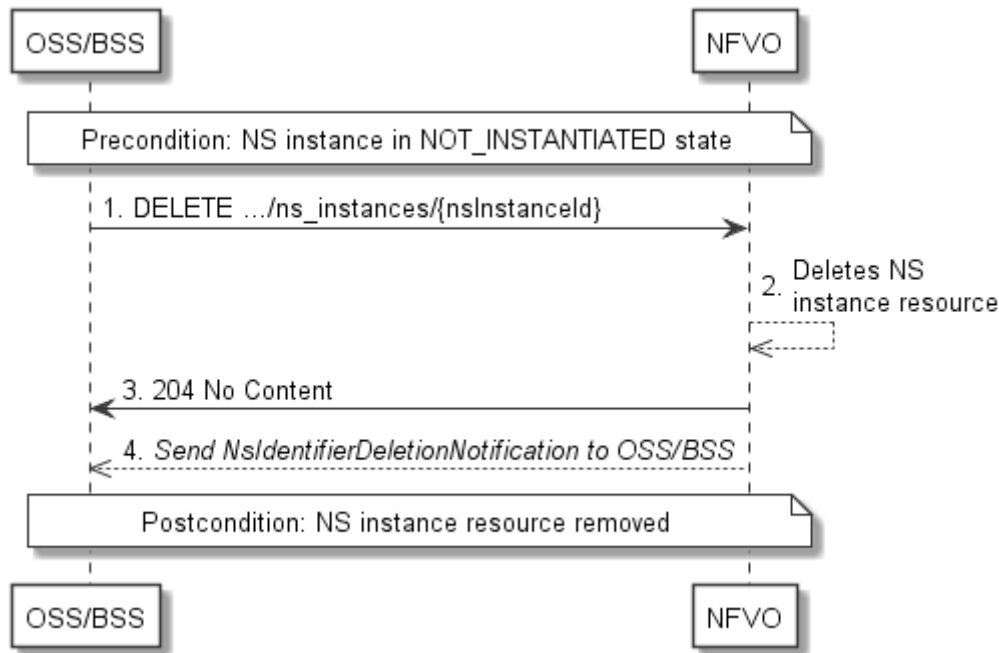 OSS/BSS
NFVO
Precondition: NS instance in NOT_INSTANTIATED state
1. DELETE .../ns_instances/{nsInstanceId}
2. Deletes NS
instance resource
3. 204 No Content
4. Send NsIdentifierDeletionNotification to OSS/BSS
Postcondition: NS instance resource removed
OSS/BSS
NFVO